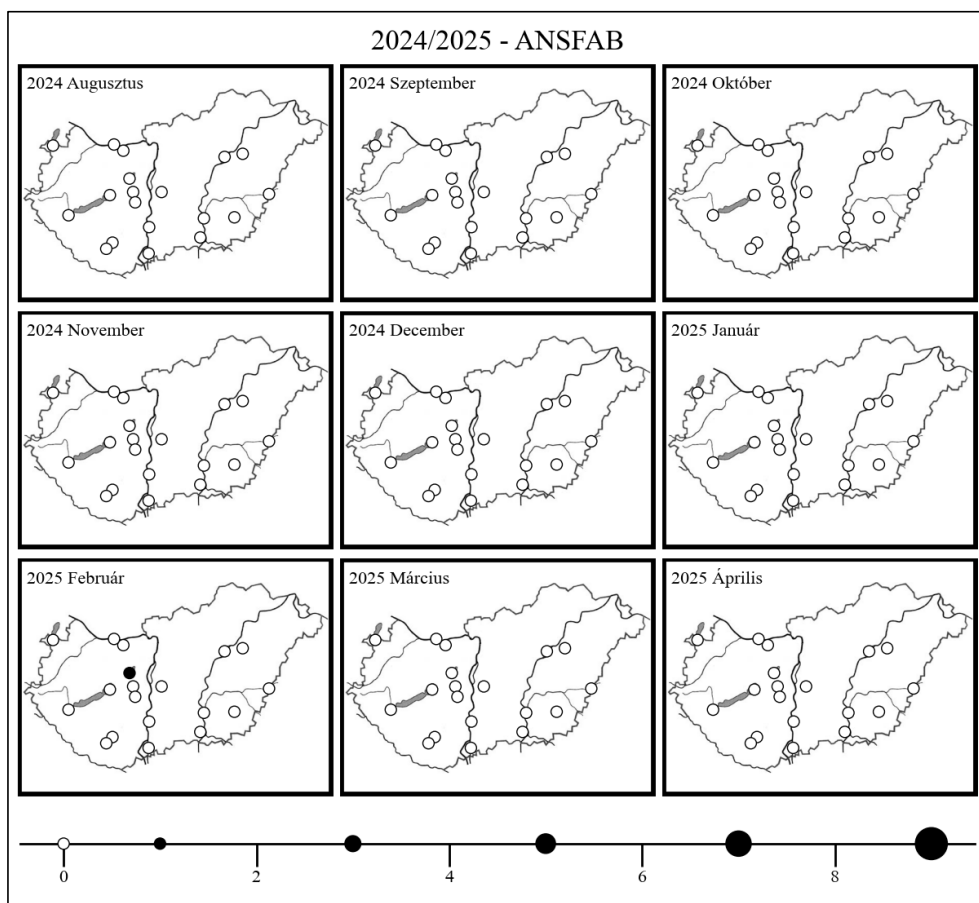 2024/2025 - ANSFAB
2024 Augusztus
2024 Szeptember
2024 Október
2024 November
2024 December
2025 Január
2025 Február
2025 Március
2025 Április
0 2 4 6 8